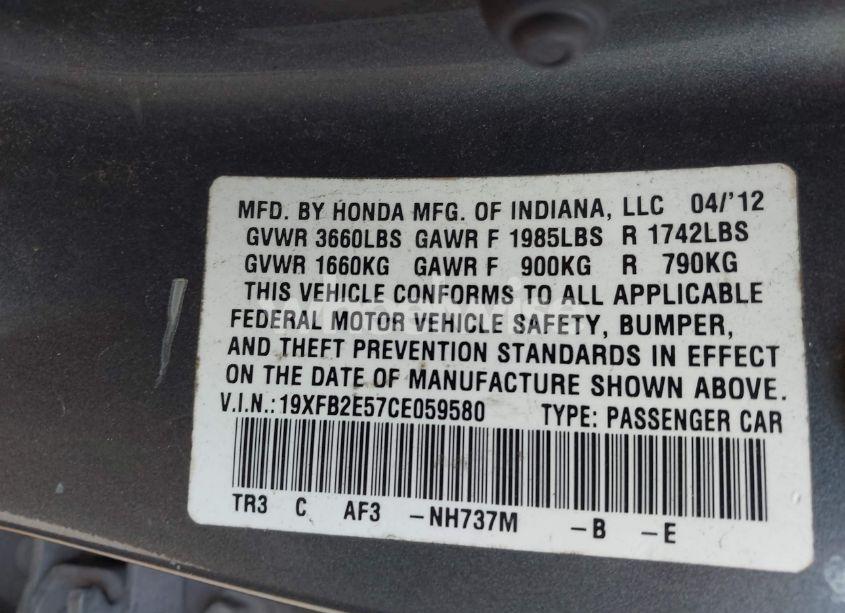 MFD. BY HONDA MFG. OF INDIANA, LLC 04/'12
GVWR 3660LBS GAWR F 1985LBS R 1742LBS
GVWR 1660KG GAWR F 900KG R 790KG
THIS VEHICLE CONFORMS TO ALL APPLICABLE
FEDERAL MOTOR VEHICLE SAFETY, BUMPER,
AND THEFT PREVENTION STANDARDS IN EFFECT
ON THE DATE OF MANUFACTURE SHOWN ABOVE.
V.I.N.: 19XFB2E57CE059580 TYPE: PASSENGER CAR
TR3 C AF3 -NH737M -B -E